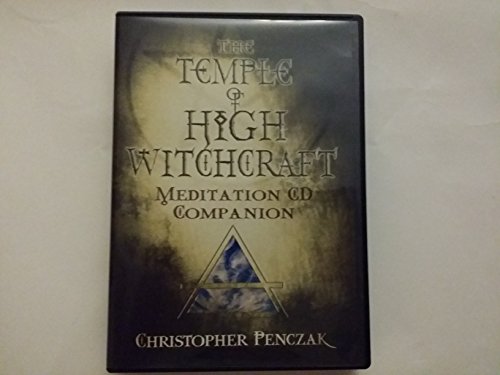 THE
TEMPLE
OF
HIGH
WITCHCRAFT
MEDITATION CD
COMPANION
CHRISTOPHER PENCZAK